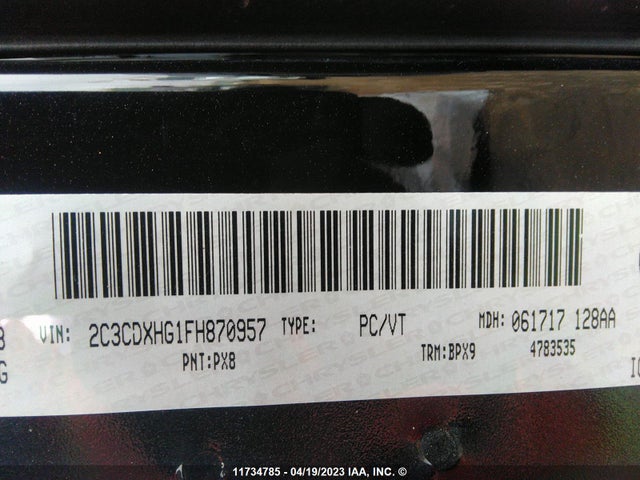 VIN: 2C3CDXHG1FH870957 TYPE: PC/VT MDH: 061717 128AA
PNT:PX8 TRM:BPX9 4783535
11734785 - 04/19/2023 IAA, INC. ©